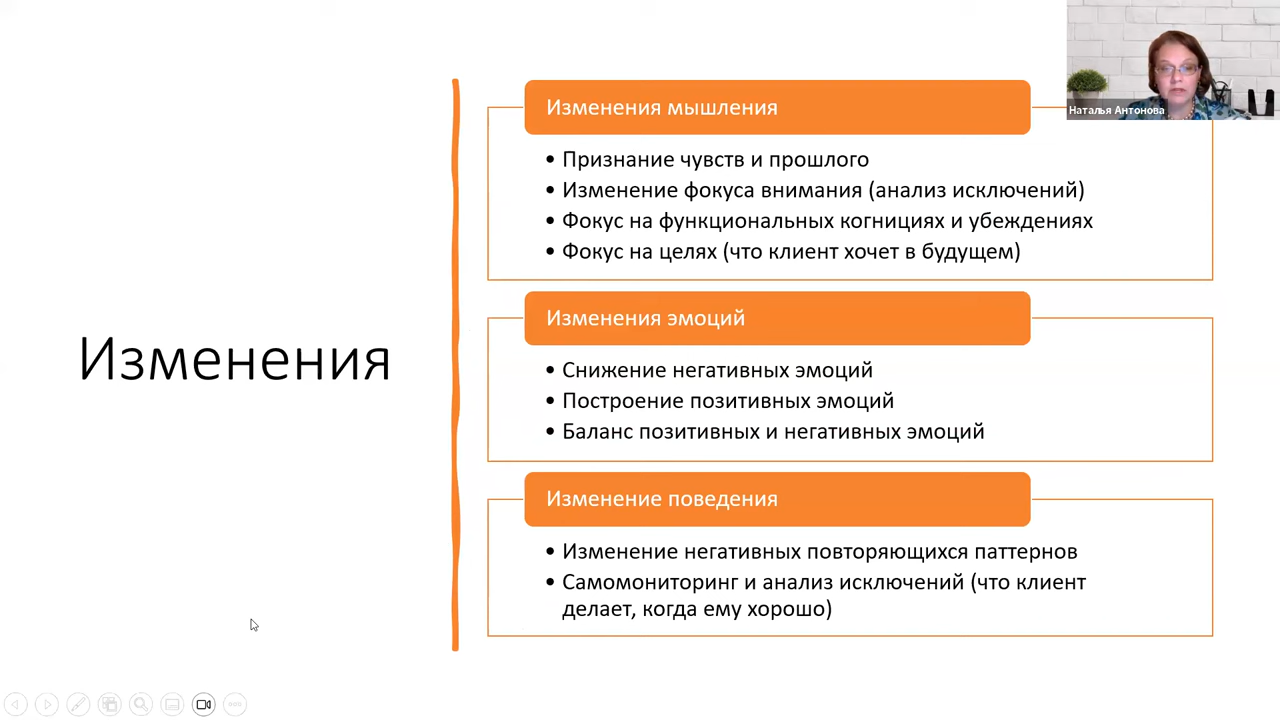 Изменения
Изменения мышления
• Признание чувств и прошлого
• Изменение фокуса внимания (анализ исключений)
• Фокус на функциональных когнициях и убеждениях
• Фокус на целях (что клиент хочет в будущем)
Изменения эмоций
• Снижение негативных эмоций
• Построение позитивных эмоций
• Баланс позитивных и негативных эмоций
Изменение поведения
• Изменение негативных повторяющихся паттернов
• Самомониторинг и анализ исключений (что клиент
делает, когда ему хорошо)
Наталья Антонова